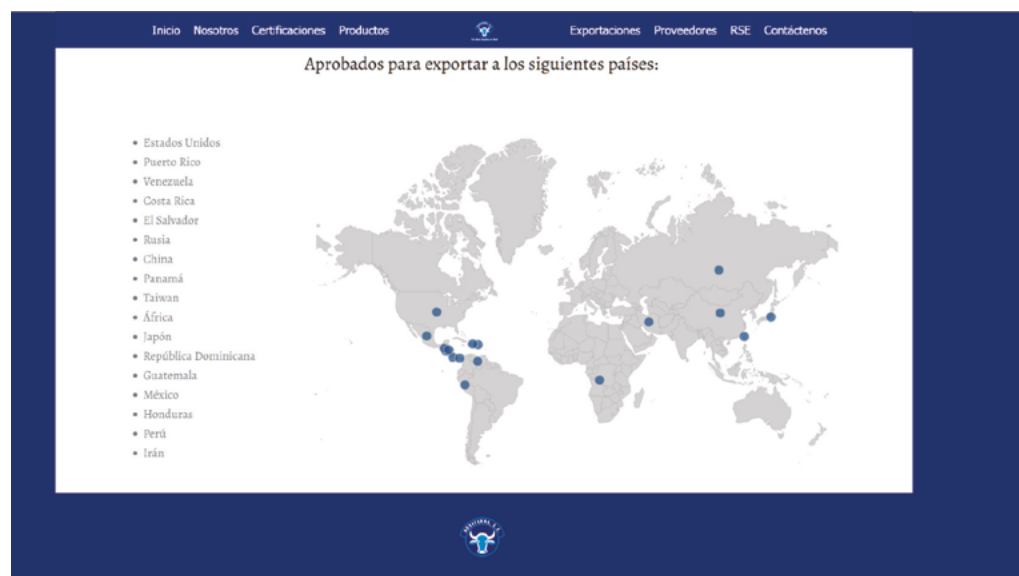 Inicio Nosotros Certificaciones Productos Exportaciones Proveedores RSE Contáctenos
Aprobados para exportar a los siguientes países:
• Estados Unidos
• Puerto Rico
• Venezuela
• Costa Rica
• El Salvador
• Rusia
• China
• Panamá
• Taiwan
• África
• Japón
• República Dominicana
• Guatemala
• México
• Honduras
• Perú
• Irán